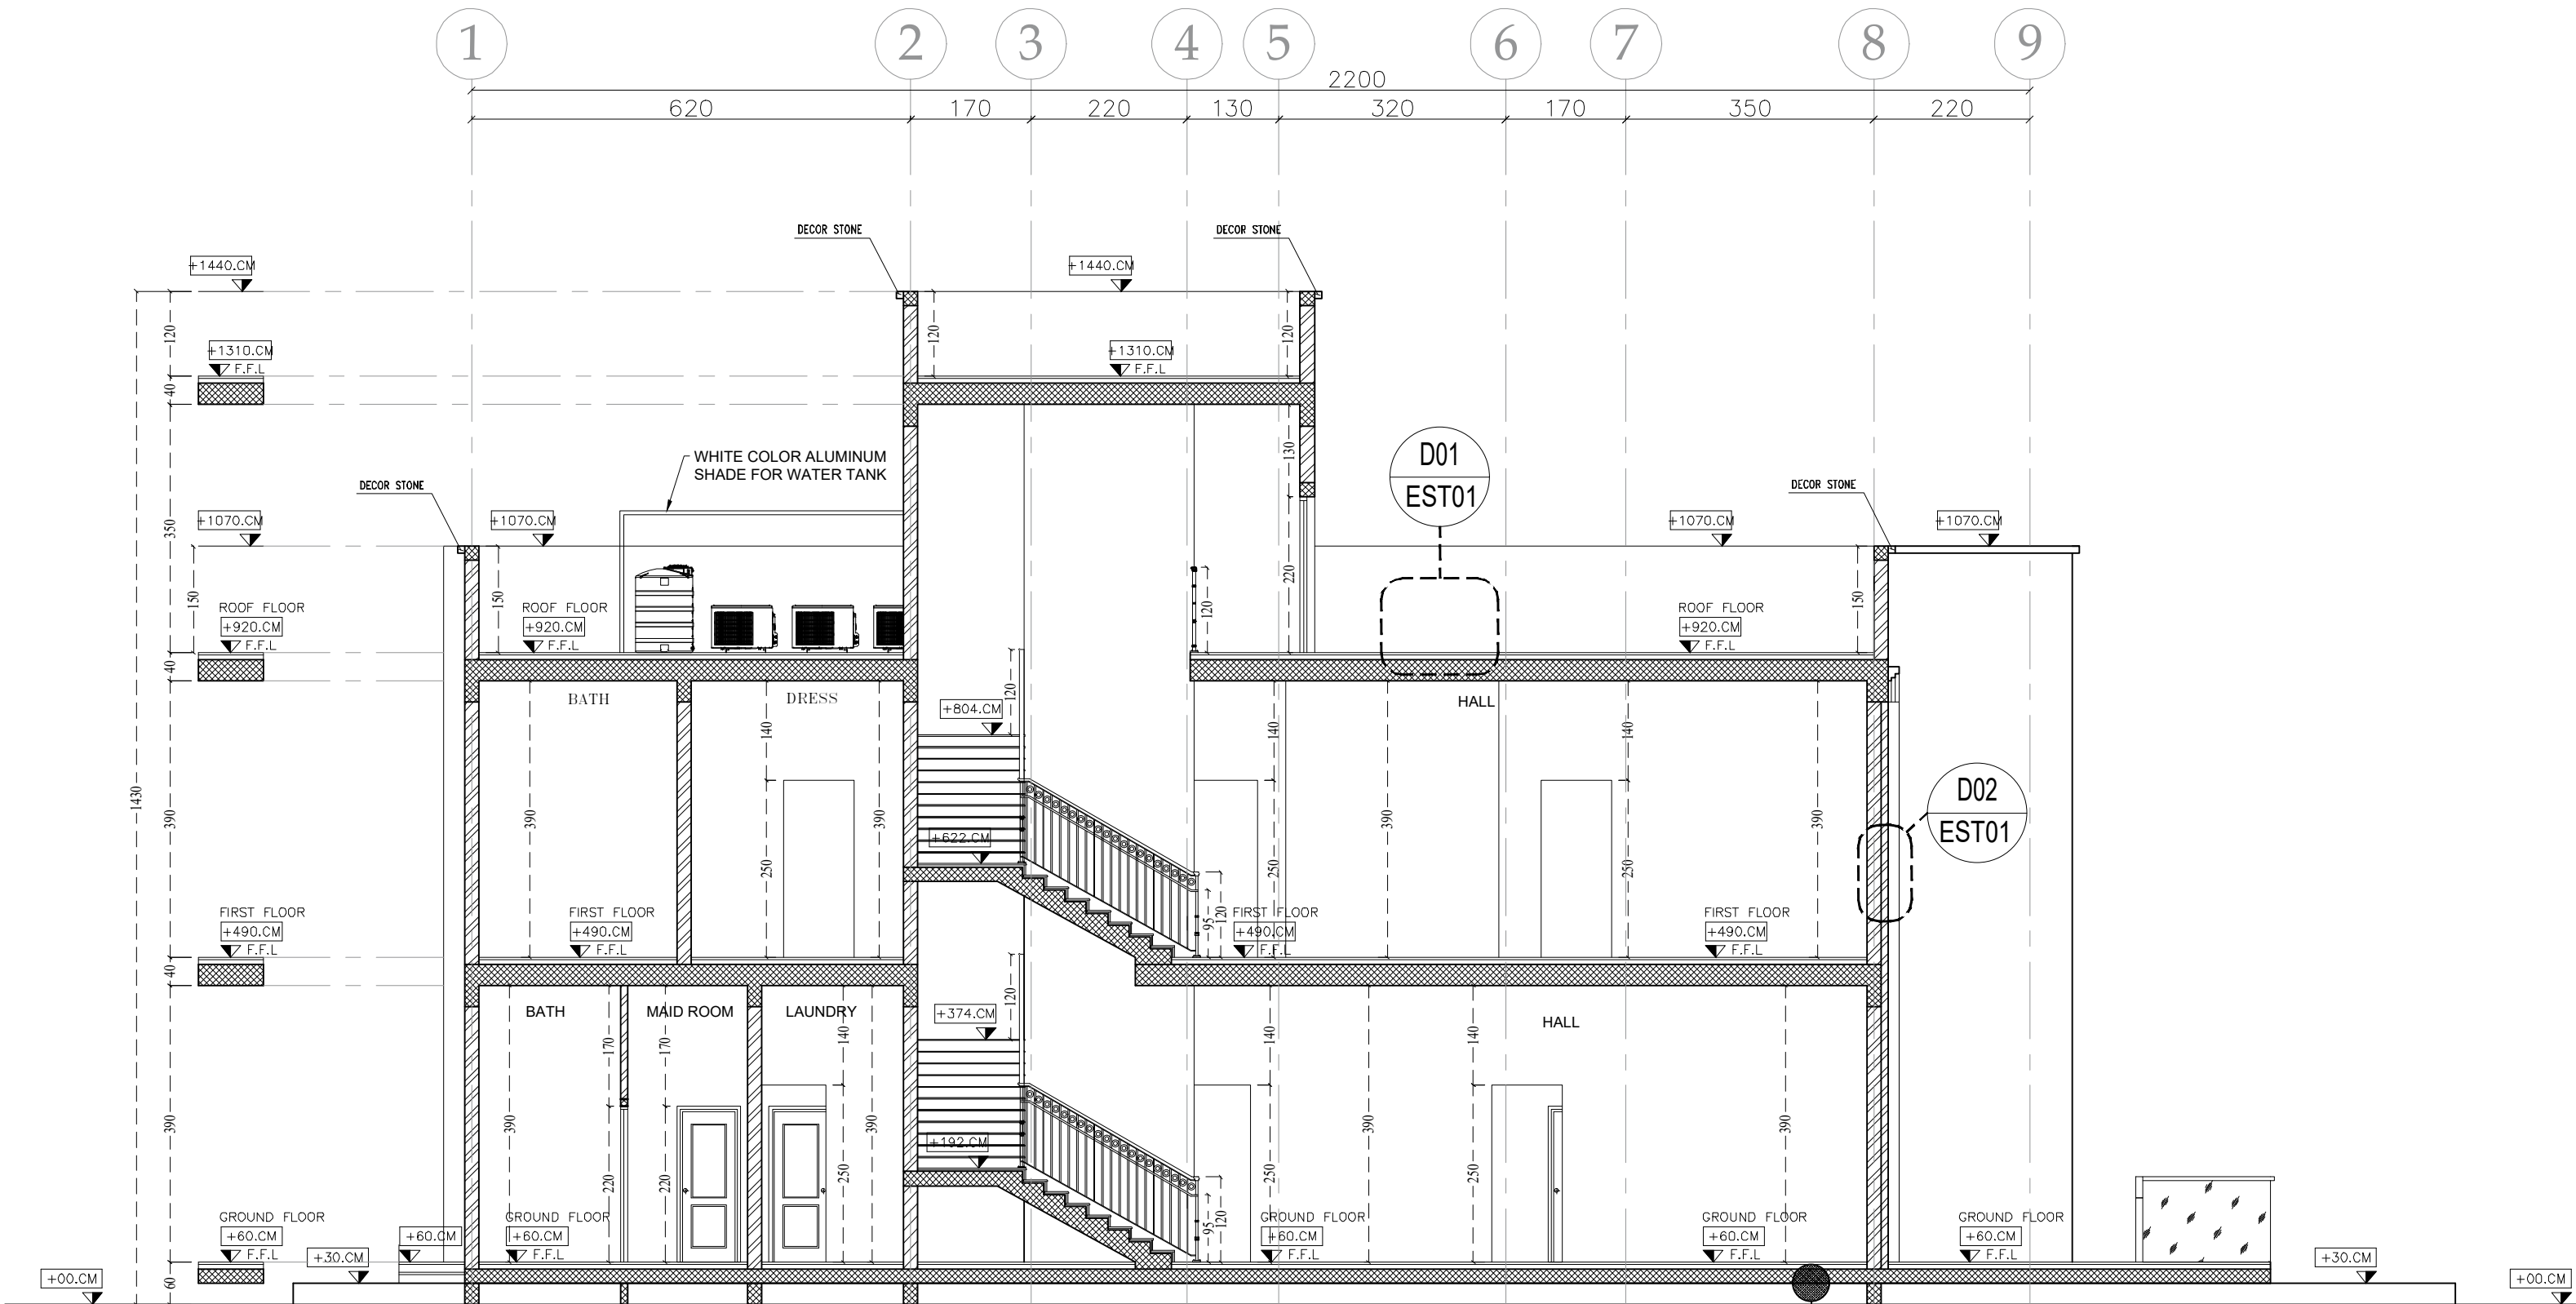 1 2 3 4 5 6 7 8 9
2200
620 170 220 130 320 170 350 220
DECOR STONE
DECOR STONE
+1440.CM
+1440.CM
120
120
120
+1310.CM
F.F.L
+1310.CM
F.F.L
40
WHITE COLOR ALUMINUM
SHADE FOR WATER TANK
130
D01
EST01
DECOR STONE
DECOR STONE
350
+1070.CM
+1070.CM
+1070.CM
+1070.CM
220
150
150
120
150
ROOF FLOOR
+920.CM
F.F.L
ROOF FLOOR
+920.CM
F.F.L
ROOF FLOOR
+920.CM
F.F.L
40
BATH
DRESS
HALL
120
+804.CM
140
140
140
1430
390
390
390
390
390
D02
EST01
+622.CM
250
250
250
95
120
FIRST FLOOR
+490.CM
F.F.L
FIRST FLOOR
+490.CM
F.F.L
FIRST FLOOR
+490.CM
F.F.L
FIRST FLOOR
+490.CM
F.F.L
40
BATH
MAID ROOM
LAUNDRY
HALL
120
+374.CM
170
170
140
140
140
390
390
390
390
390
+192.CM
220
220
250
250
250
95
120
GROUND FLOOR
+60.CM
F.F.L
+60.CM
GROUND FLOOR
+60.CM
F.F.L
GROUND FLOOR
+60.CM
F.F.L
GROUND FLOOR
+60.CM
F.F.L
GROUND FLOOR
+60.CM
F.F.L
+30.CM
+30.CM
60
+00.CM
+00.CM